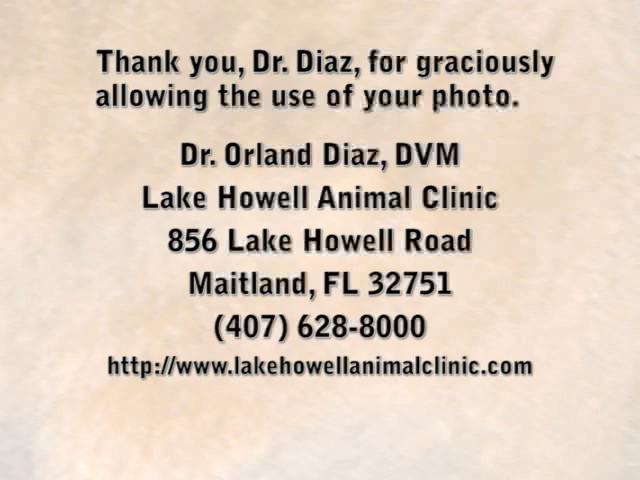 Thank you, Dr. Diaz, for graciously
allowing the use of your photo.
Dr. Orland Diaz, DVM
Lake Howell Animal Clinic
856 Lake Howell Road
Maitland, FL 32751
(407) 628-8000
http://www.lakehowellanimalclinic.com